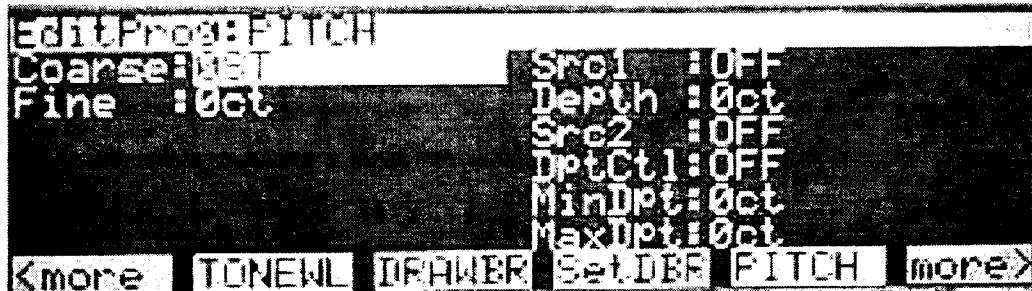 EditProg:PITCH
Coarse:0ST Src1 :OFF
Fine :0ct Depth :0ct
Src2 :OFF
DptCtl:OFF
MinDpt:0ct
MaxDpt:0ct
<more TONEWL DRAWBR SetDBR PITCH more>